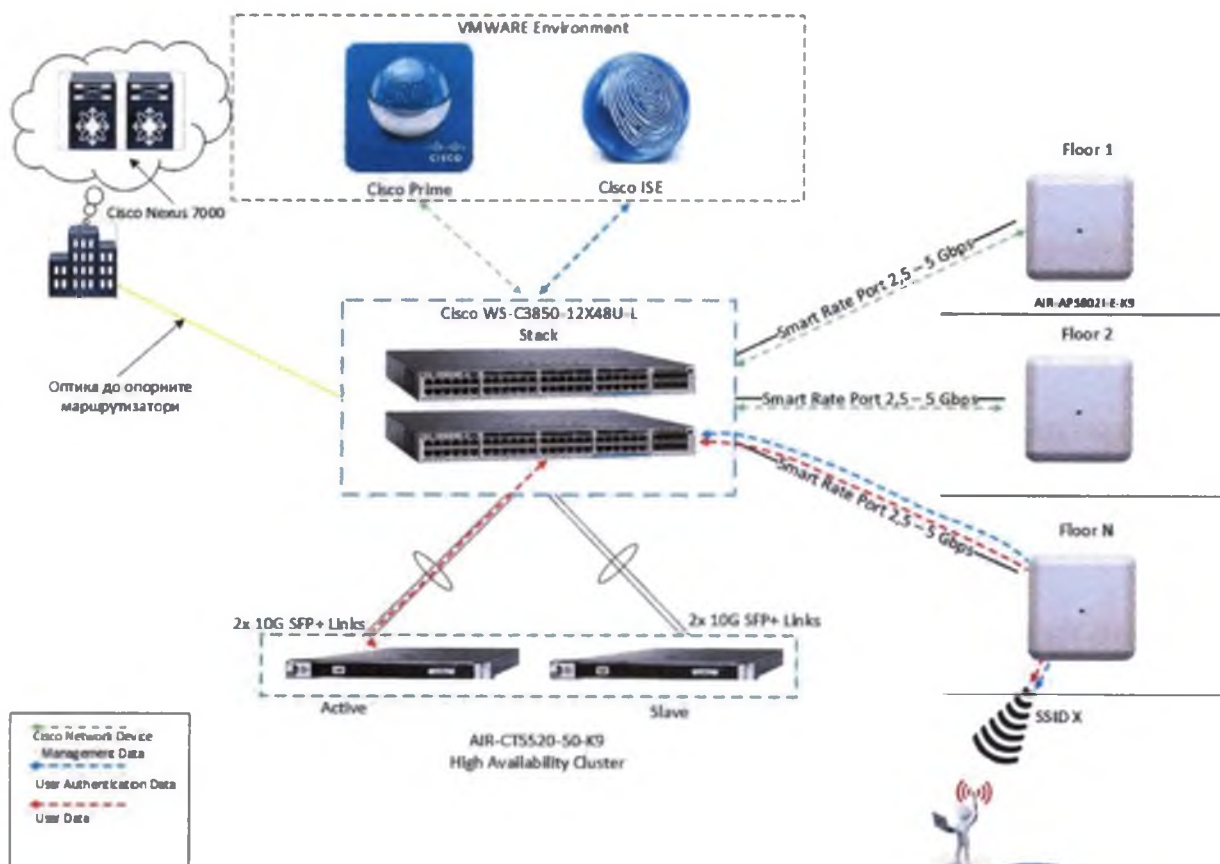 VMWARE Environment
CISCO
Cisco Prime
Cisco ISE
Cisco Nexus 7000
Оптика до опорните
маршрутизатори
Cisco WS-C3850-12X48U-L
Stack
Floor 1
Smart Rate Port 2,5 – 5 Gbps
AIR-AP3802I-E-K9
Floor 2
Smart Rate Port 2,5 – 5 Gbps
Smart Rate Port 2,5 – 5 Gbps
Floor N
2x 10G SFP+ Links
2x 10G SFP+ Links
Active
Slave
AIR-CT5520-50-K9
High Availability Cluster
SSID X
Cisco Network Device
Management Data
User Authentication Data
User Data